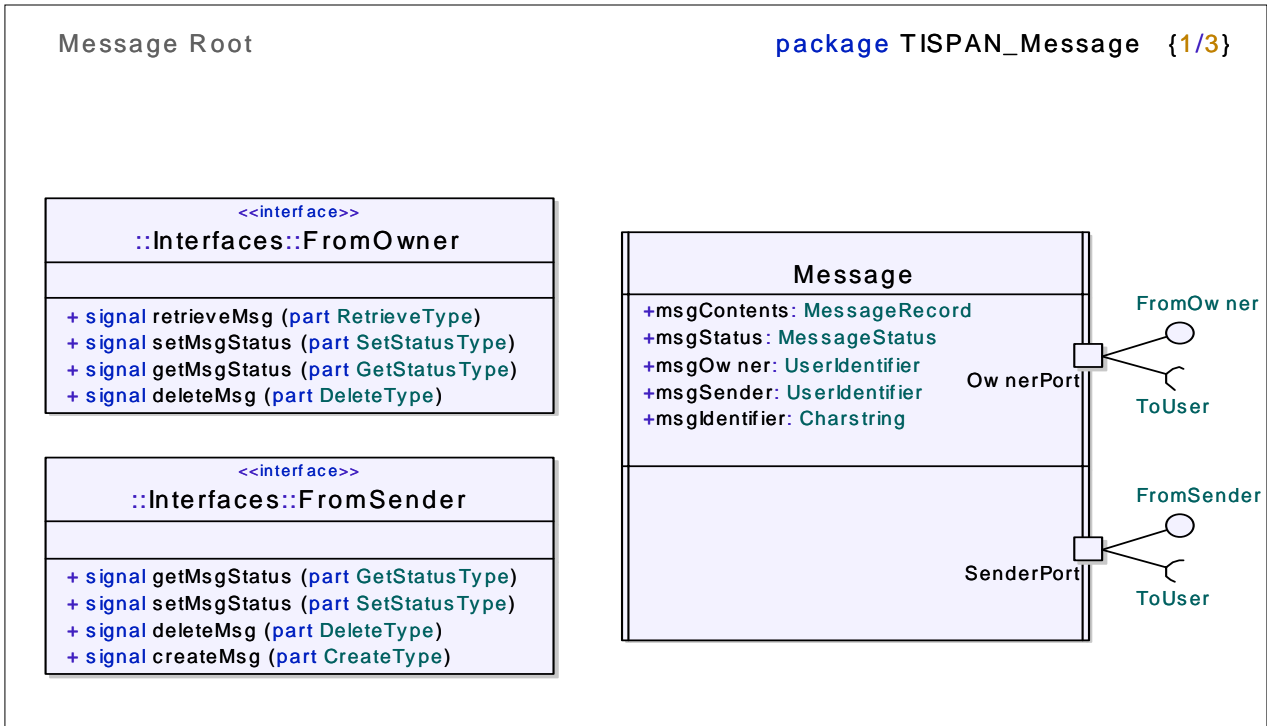 Message Root
package TISPAN_Message {1/3}
<<interface>>
::Interfaces::FromOwner
+ signal retrieveMsg (part RetrieveType)
+ signal setMsgStatus (part SetStatusType)
+ signal getMsgStatus (part GetStatusType)
+ signal deleteMsg (part DeleteType)
<<interface>>
::Interfaces::FromSender
+ signal getMsgStatus (part GetStatusType)
+ signal setMsgStatus (part SetStatusType)
+ signal deleteMsg (part DeleteType)
+ signal createMsg (part CreateType)
Message
+msgContents: MessageRecord
+msgStatus: MessageStatus
+msgOwner: UserIdentifier
+msgSender: UserIdentifier
+msgIdentifier: Charstring
OwnerPort
FromOwner
ToUser
SenderPort
FromSender
ToUser